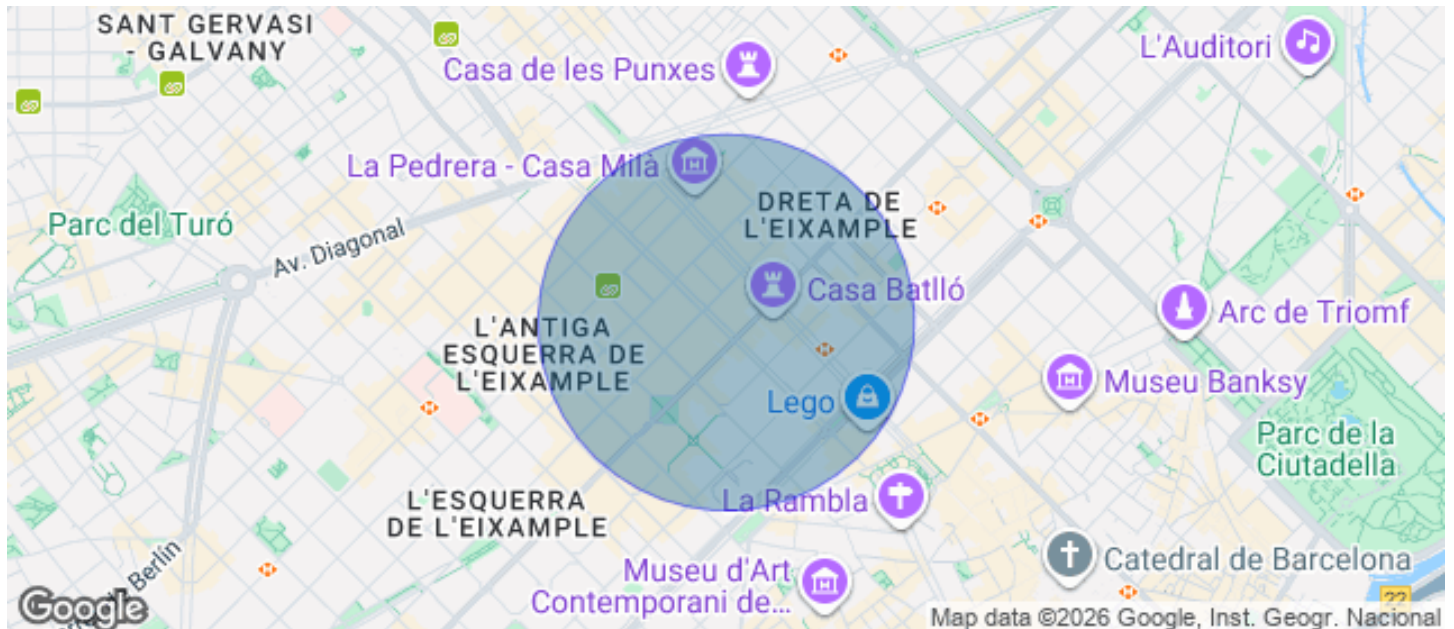 SANT GERVASI
- GALVANY
Casa de les Punxes
L'Auditori
La Pedrera - Casa Milà
DRETA DE
L'EIXAMPLE
Parc del Turó
Av. Diagonal
Casa Batlló
Arc de Triomf
L'ANTIGA
ESQUERRA DE
L'EIXAMPLE
Museu Banksy
Lego
Parc de la
Ciutadella
L'ESQUERRA
DE L'EIXAMPLE
La Rambla
Berlín
Museu d'Art
Contemporani de...
Catedral de Barcelona
22
Google
Map data ©2026 Google, Inst. Geogr. Nacional